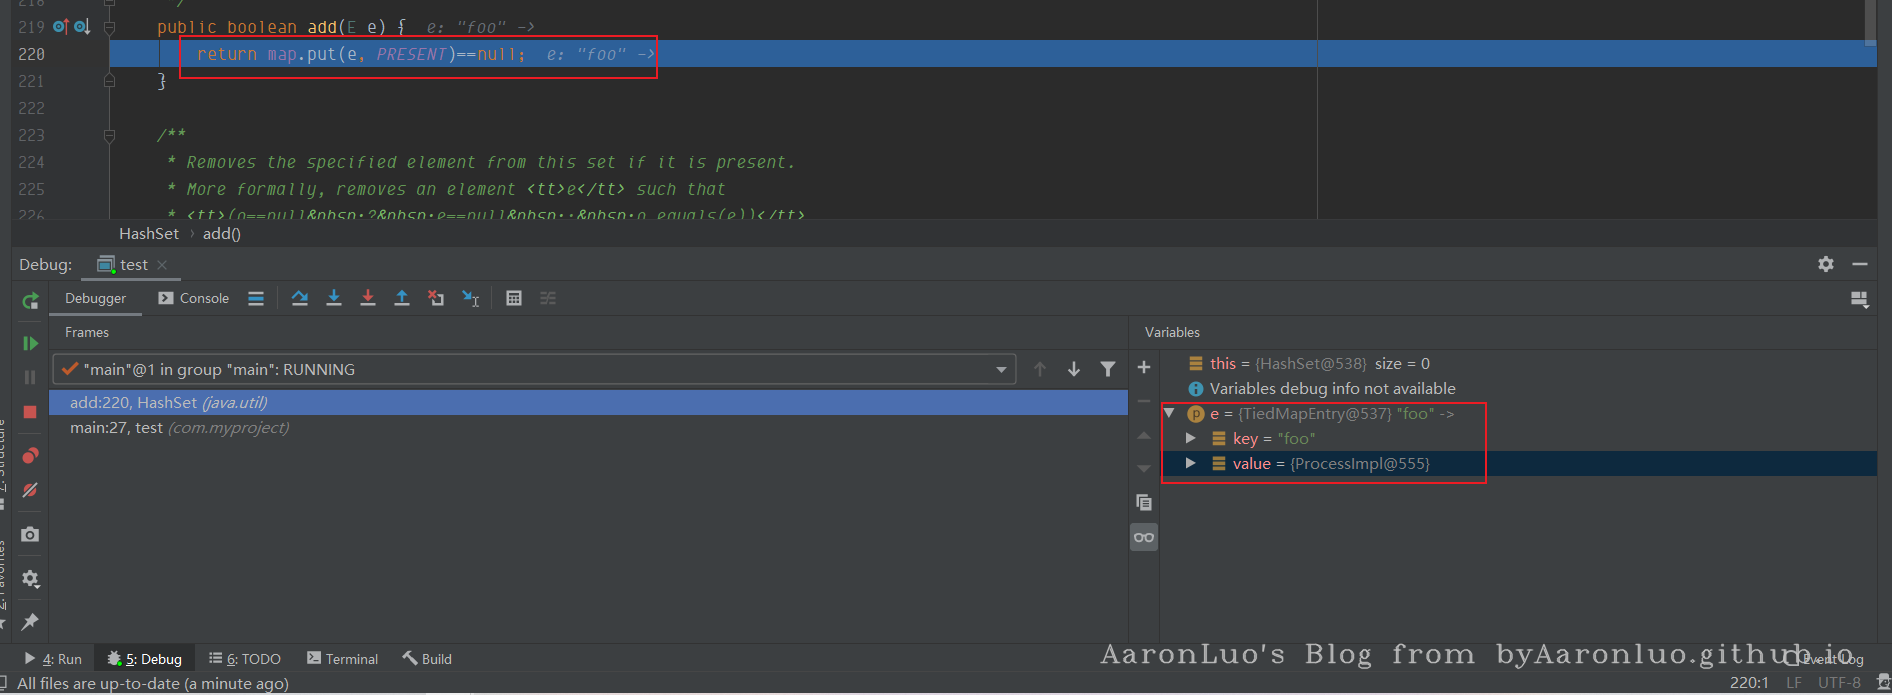 218 */
219 public boolean add(E e) { e: "foo" ->
220 return map.put(e, PRESENT)==null; e: "foo" ->
221 }
222
223 /**
224 * Removes the specified element from this set if it is present.
225 * More formally, removes an element <tt>e</tt> such that
226 * <tt>(o==null&nbsp;?&nbsp;e==null&nbsp;:&nbsp;o.equals(e))</tt>
HashSet › add()
Debug: test
Debugger Console
Frames
Variables
"main"@1 in group "main": RUNNING
add:220, HashSet (java.util)
main:27, test (com.myproject)
this = {HashSet@538} size = 0
Variables debug info not available
e = {TiedMapEntry@537} "foo" ->
key = "foo"
value = {ProcessImpl@555}
Z: Structure
2: Favorites
AaronLuo's Blog from byAaronluo.github.io
4: Run 5: Debug 6: TODO Terminal Build Event Log
All files are up-to-date (a minute ago) 220:1 LF UTF-8